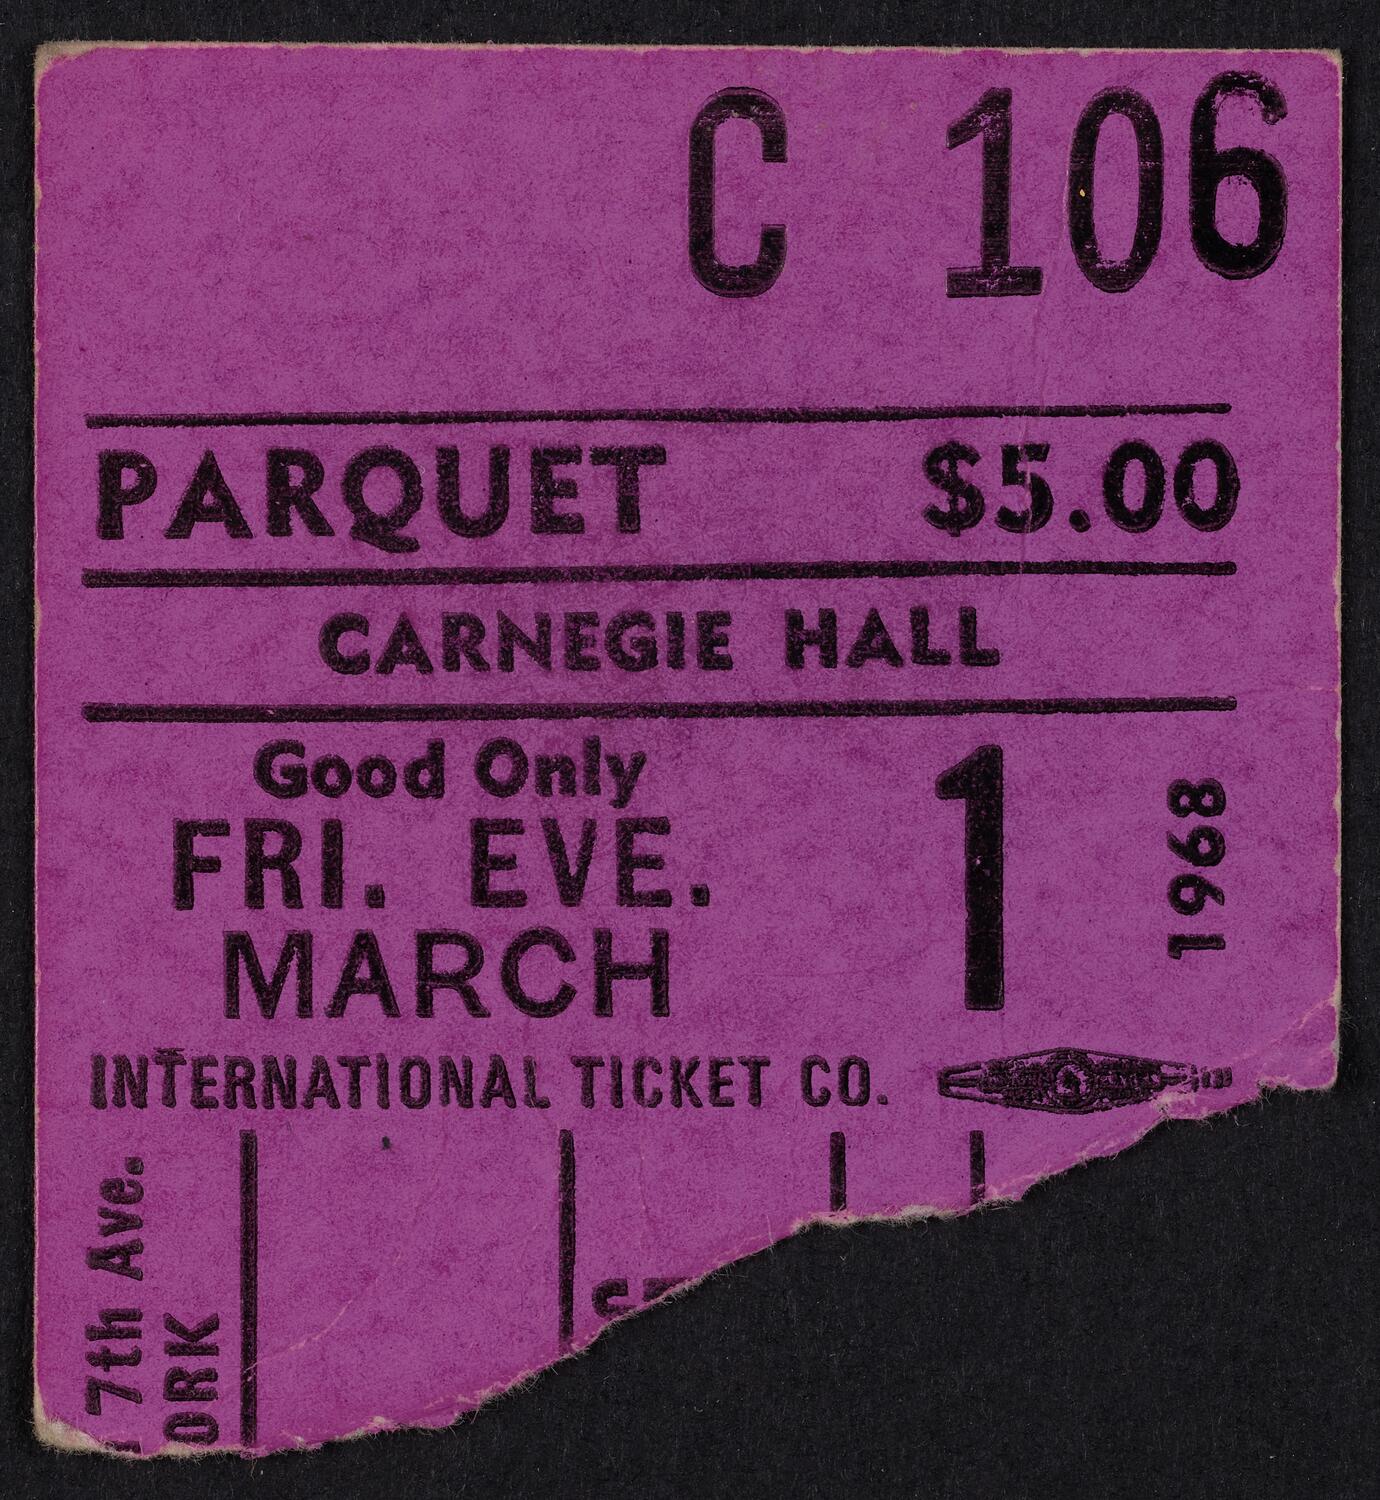 C 106
PARQUET $5.00
CARNEGIE HALL
Good Only
FRI. EVE.
MARCH
1
1968
INTERNATIONAL TICKET CO.
7th Ave.
ORK